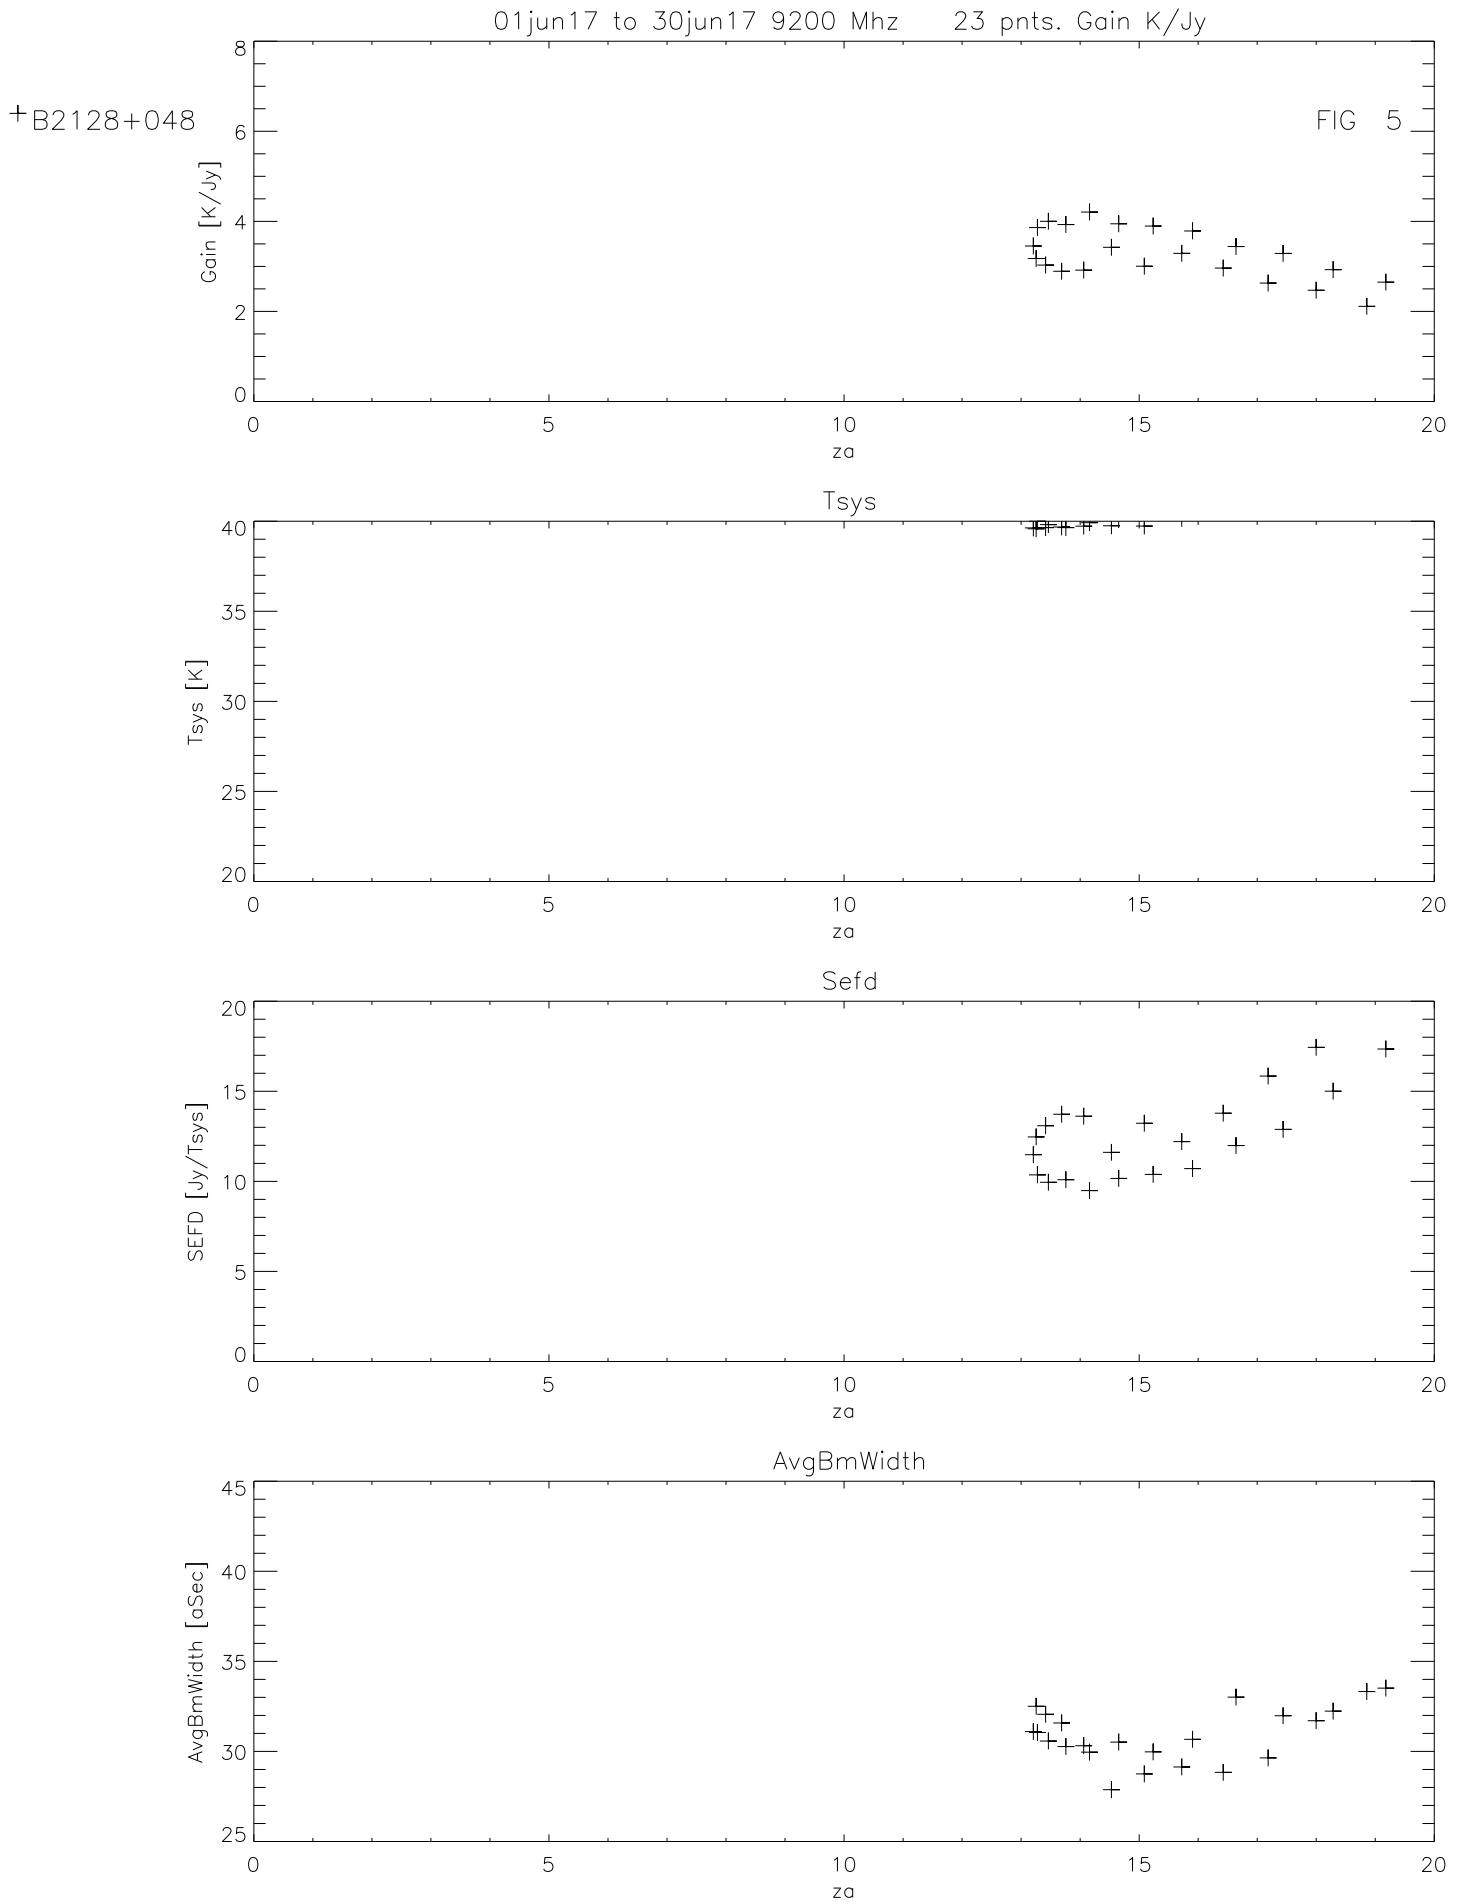 01jun17 to 30jun17 9200 Mhz 23 pnts. Gain K/Jy
+B2128+048
FIG 5
Gain [K/Jy]
8
6
4
2
0
0 5 10 15 20
za
Tsys
Tsys [K]
40
35
30
25
20
0 5 10 15 20
za
Sefd
SEFD [Jy/Tsys]
20
15
10
5
0
0 5 10 15 20
za
AvgBmWidth
AvgBmWidth [aSec]
45
40
35
30
25
0 5 10 15 20
za